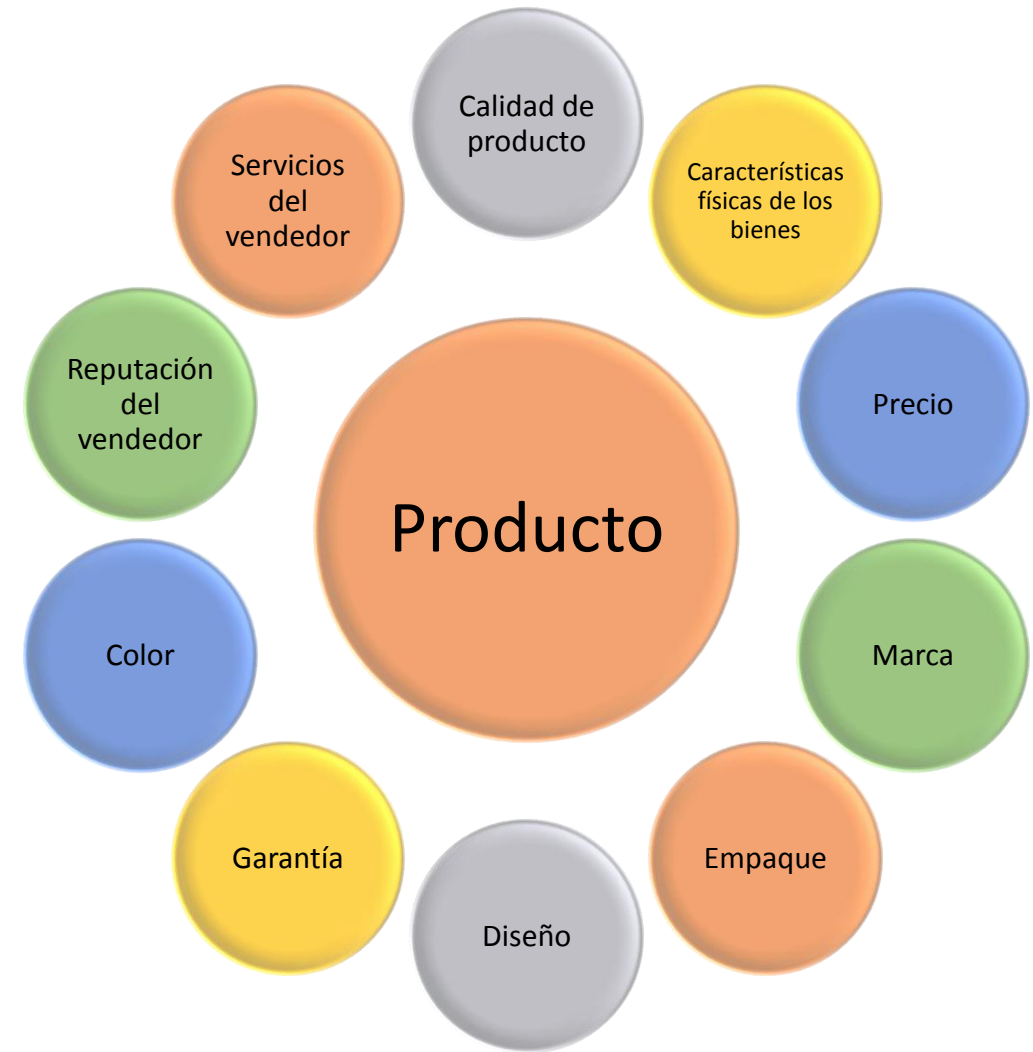 Calidad de
producto
Características
físicas de los
bienes
Precio
Marca
Empaque
Diseño
Garantía
Color
Reputación
del
vendedor
Servicios
del
vendedor
Producto